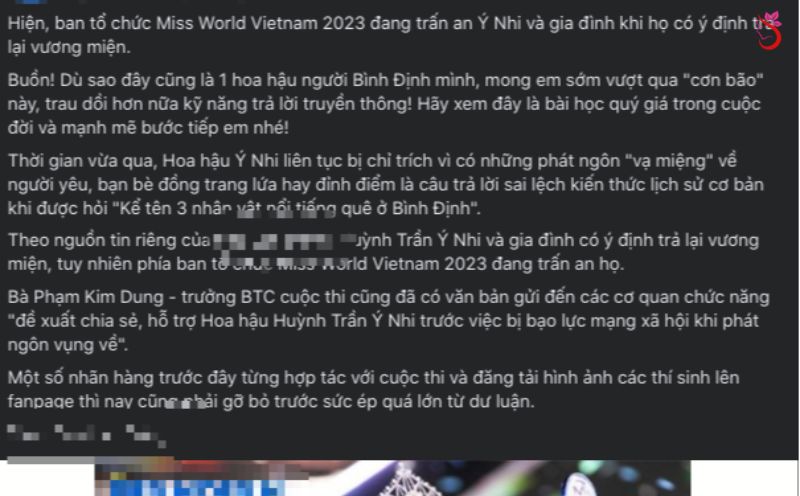 Hiện, ban tổ chức Miss World Vietnam 2023 đang trấn an Ý Nhi và gia đình khi họ có ý định trả
lại vương miện.
Buồn! Dù sao đây cũng là 1 hoa hậu người Bình Định mình, mong em sớm vượt qua "cơn bão"
này, trau dồi hơn nữa kỹ năng trả lời truyền thông! Hãy xem đây là bài học quý giá trong cuộc
đời và mạnh mẽ bước tiếp em nhé!
Thời gian vừa qua, Hoa hậu Ý Nhi liên tục bị chỉ trích vì có những phát ngôn "vạ miệng" về
người yêu, bạn bè đồng trang lứa hay đỉnh điểm là câu trả lời sai lệch kiến thức lịch sử cơ bản
khi được hỏi "Kể tên 3 nhân vật nổi tiếng quê ở Bình Định".
Theo nguồn tin riêng của Huỳnh Trần Ý Nhi và gia đình có ý định trả lại vương
miện, tuy nhiên phía ban tổ chức Miss World Vietnam 2023 đang trấn an họ.
Bà Phạm Kim Dung - trưởng BTC cuộc thi cũng đã có văn bản gửi đến các cơ quan chức năng
"đề xuất chia sẻ, hỗ trợ Hoa hậu Huỳnh Trần Ý Nhi trước việc bị bạo lực mạng xã hội khi phát
ngôn vụng về".
Một số nhãn hàng trước đây từng hợp tác với cuộc thi và đăng tải hình ảnh các thí sinh lên
fanpage thì nay cũng phải gỡ bỏ trước sức ép quá lớn từ dư luận.